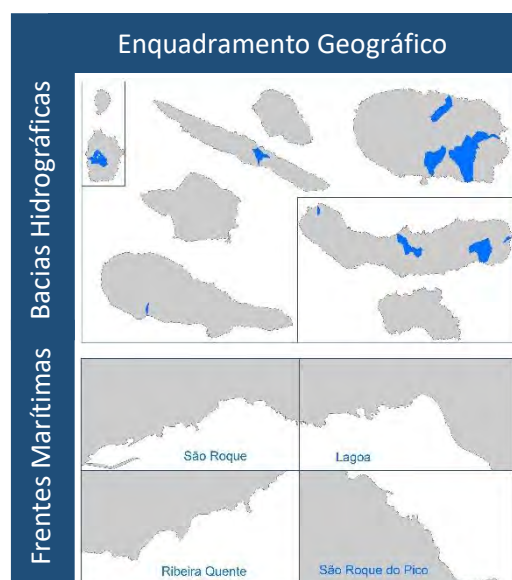 Enquadramento Geográfico
Bacias Hidrográficas
Frentes Marítimas
São Roque
Lagoa
Ribeira Quente
São Roque do Pico